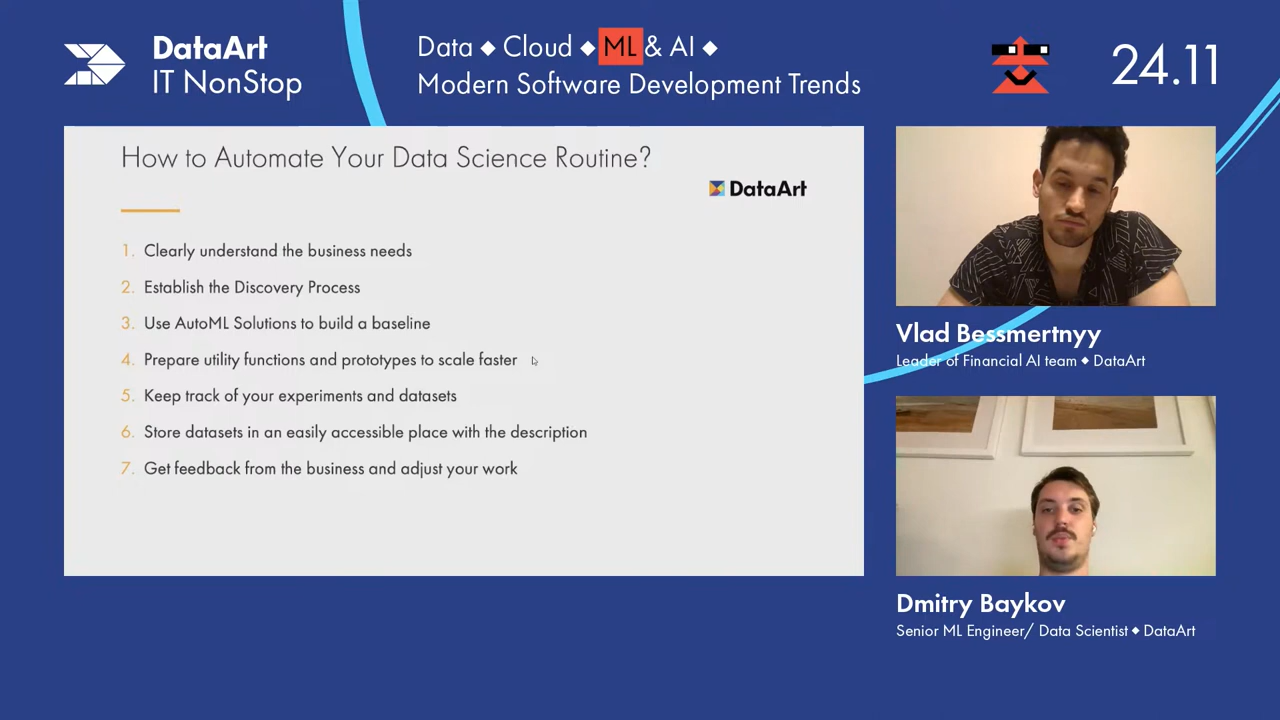 DataArt
IT NonStop
Data ◆ Cloud ◆ ML & AI ◆
Modern Software Development Trends
24.11
How to Automate Your Data Science Routine?
DataArt
1. Clearly understand the business needs
2. Establish the Discovery Process
3. Use AutoML Solutions to build a baseline
4. Prepare utility functions and prototypes to scale faster
5. Keep track of your experiments and datasets
6. Store datasets in an easily accessible place with the description
7. Get feedback from the business and adjust your work
Vlad Bessmertnyy
Leader of Financial AI team ◆ DataArt
Dmitry Baykov
Senior ML Engineer/ Data Scientist ◆ DataArt